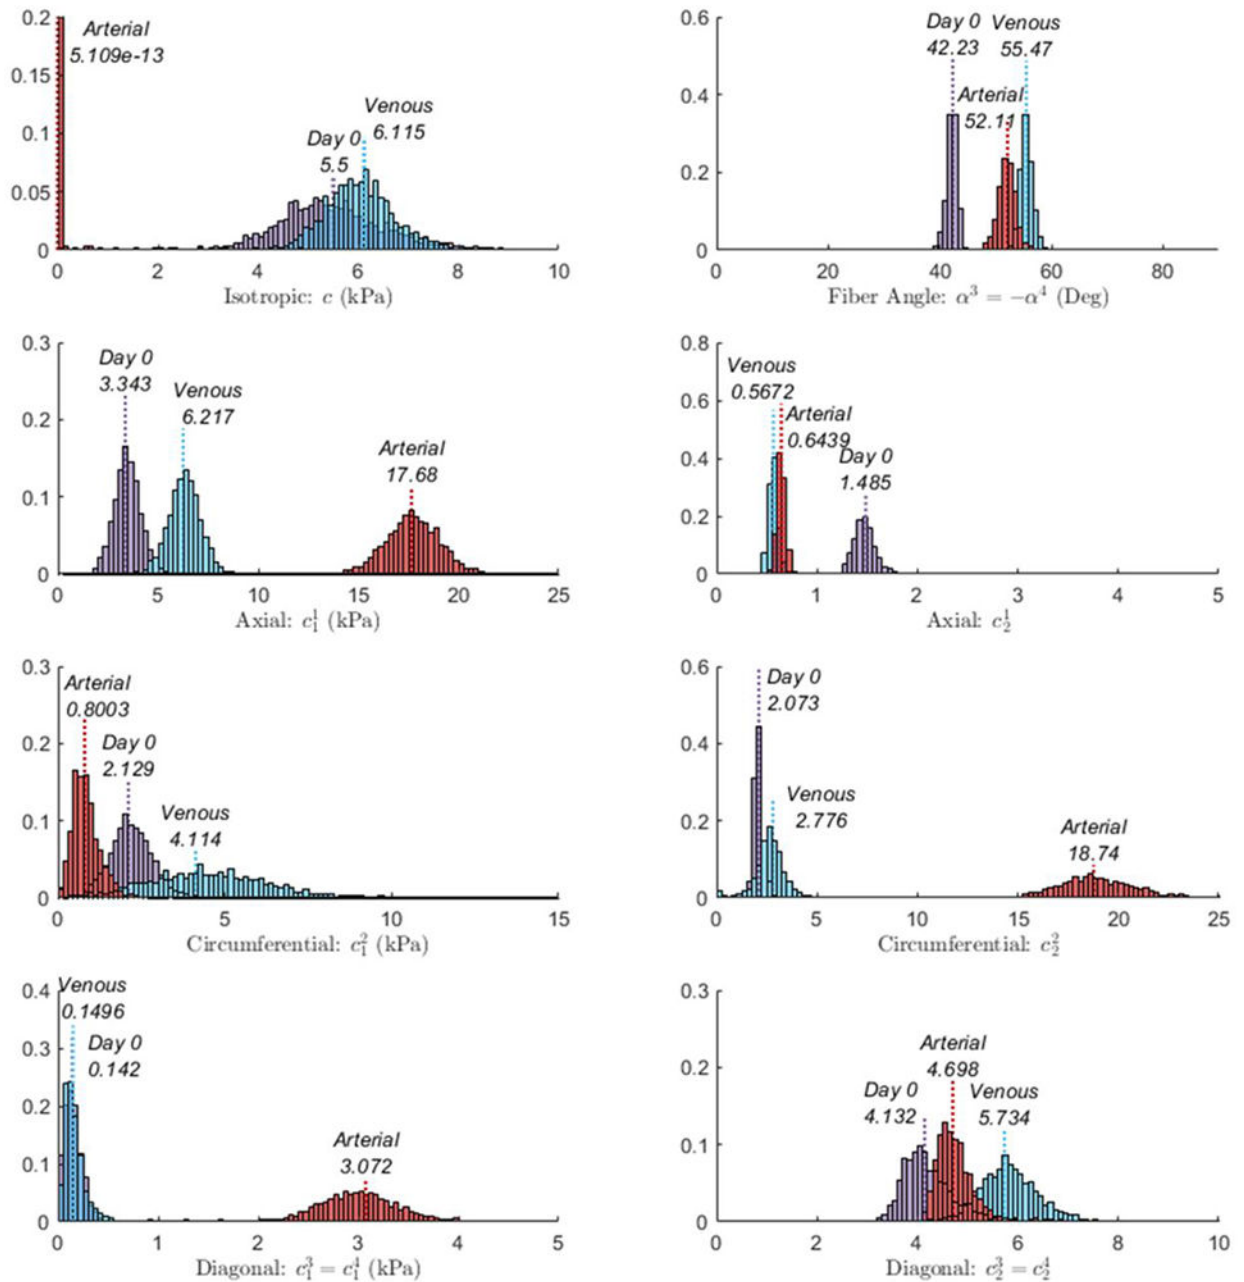 0.2
0.15
0.1
0.05
0
Arterial
5.109e-13
Venous
6.115
Day 0
5.5
0 2 4 6 8 10
Isotropic: c (kPa)
0.6
0.4
0.2
0
Day 0
42.23
Venous
55.47
Arterial
52.11
0 20 40 60 80
Fiber Angle: α³ = −α⁴ (Deg)
0.3
0.2
0.1
0
Day 0
3.343
Venous
6.217
Arterial
17.68
0 5 10 15 20 25
Axial: c₁¹ (kPa)
0.8
0.6
0.4
0.2
0
Venous
0.5672
Arterial
0.6439
Day 0
1.485
0 1 2 3 4 5
Axial: c₂¹
0.3
0.2
0.1
0
Arterial
0.8003
Day 0
2.129
Venous
4.114
0 5 10 15
Circumferential: c₁² (kPa)
0.6
0.4
0.2
0
Day 0
2.073
Venous
2.776
Arterial
18.74
0 5 10 15 20 25
Circumferential: c₂²
0.4
0.3
0.2
0.1
0
Venous
0.1496
Day 0
0.142
Arterial
3.072
0 1 2 3 4 5
Diagonal: c₁³ = c₁⁴ (kPa)
0.3
0.2
0.1
0
Arterial
4.698
Day 0
4.132
Venous
5.734
0 2 4 6 8 10
Diagonal: c₂³ = c₂⁴